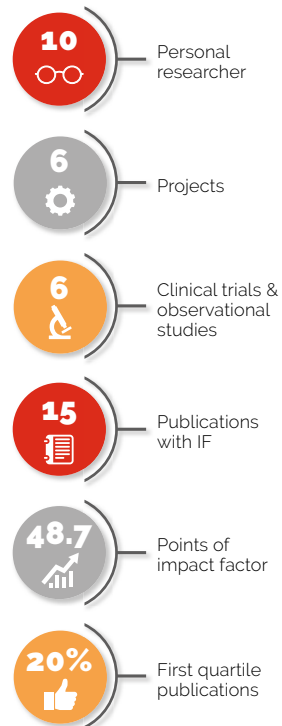 10
Personal
researcher
6
Projects
6
Clinical trials &
observational
studies
15
Publications
with IF
48.7
Points of
impact factor
20%
First quartile
publications